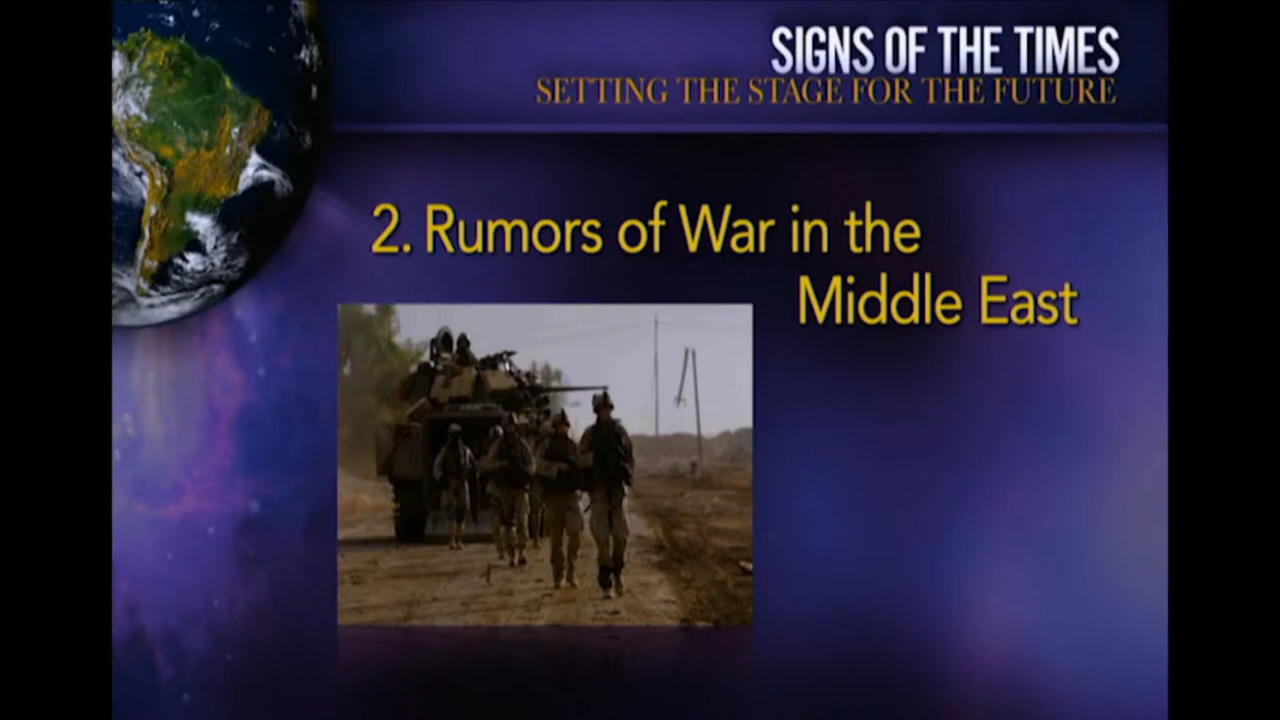 SIGNS OF THE TIMES
SETTING THE STAGE FOR THE FUTURE
2. Rumors of War in the
Middle East